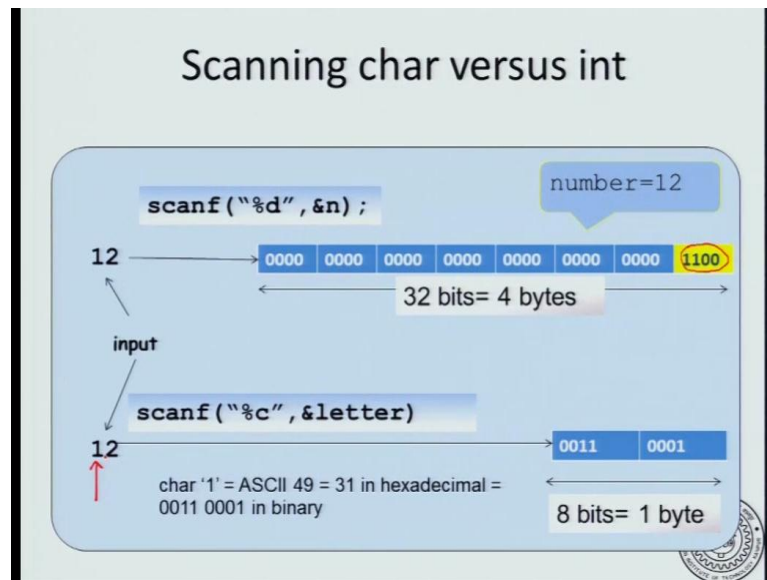 Scanning char versus int
number=12
scanf("%d",&n);
12
0000 0000 0000 0000 0000 0000 0000 1100
32 bits= 4 bytes
input
scanf("%c",&letter)
12
0011 0001
char '1' = ASCII 49 = 31 in hexadecimal =
0011 0001 in binary
8 bits= 1 byte